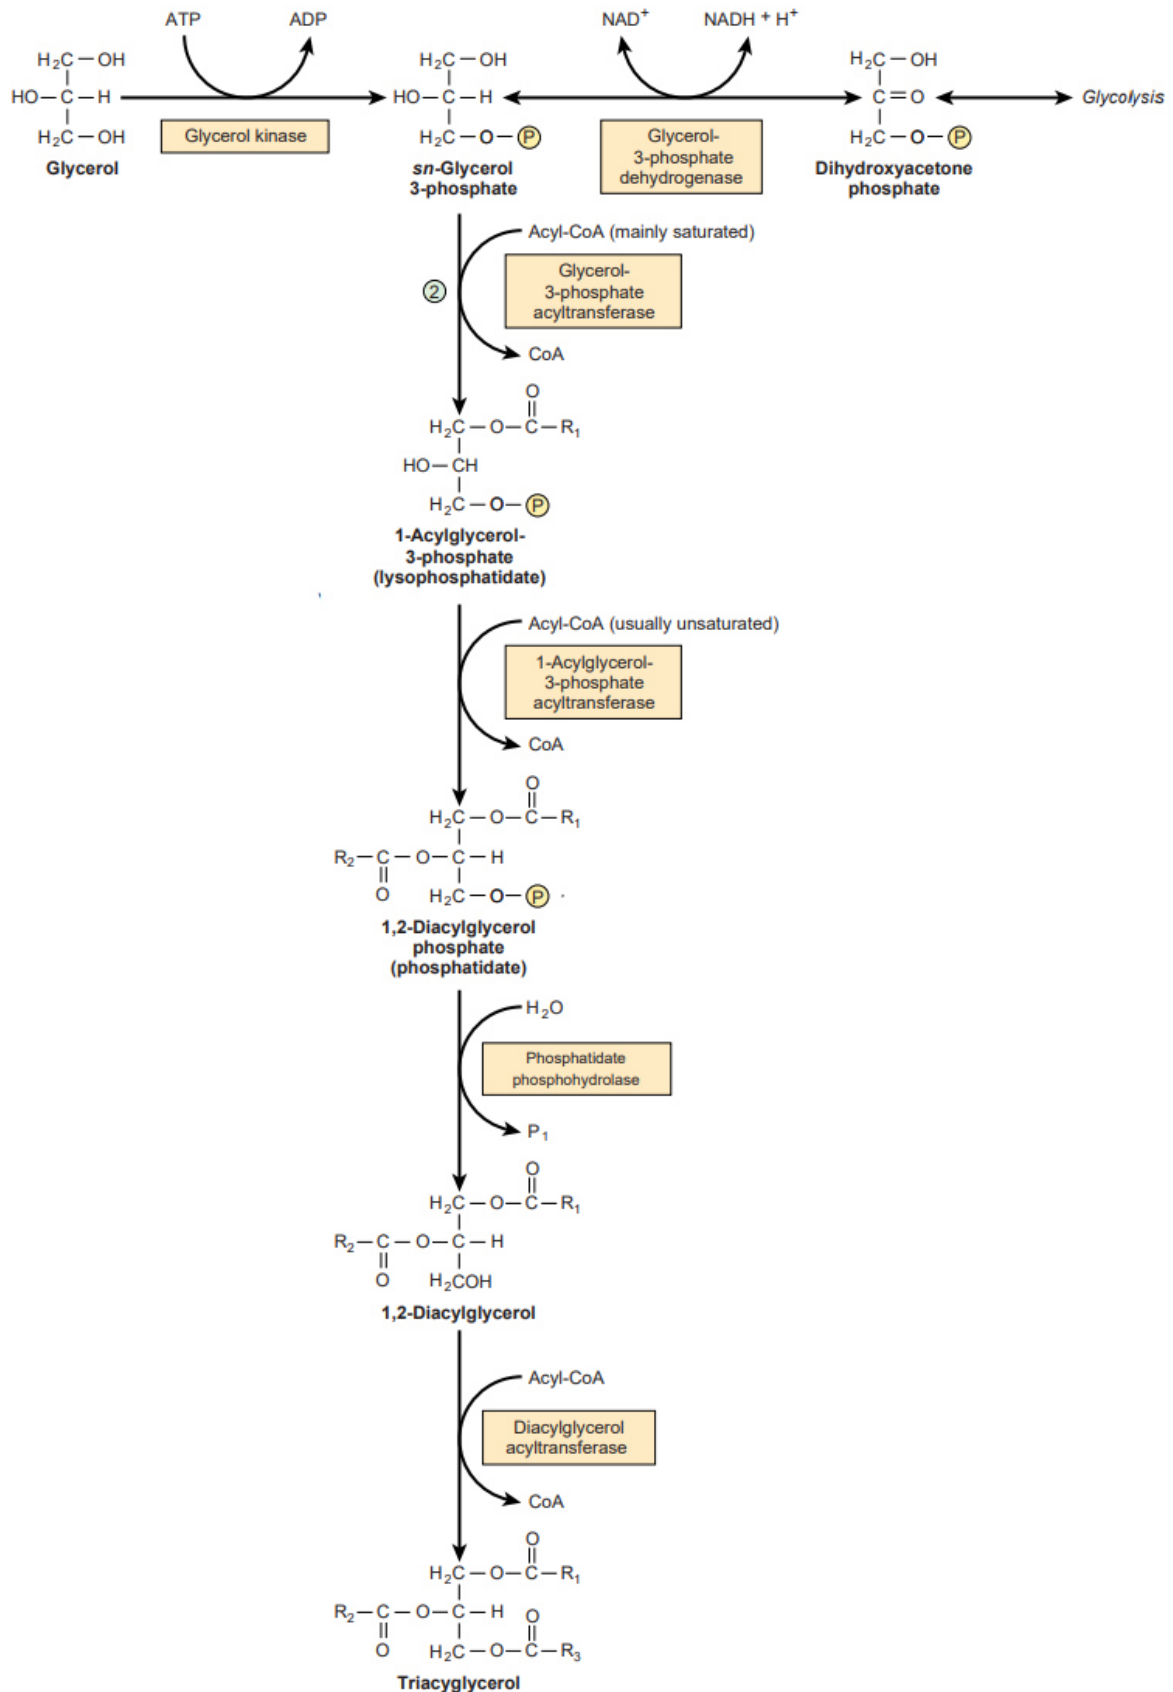 ATP ADP NAD+ NADH + H+
H2C—OH H2C—OH H2C—OH
HO—C—H HO—C—H C=O Glycolysis
H2C—OH H2C—O—P H2C—O—P
Glycerol kinase
Glycerol
sn-Glycerol
3-phosphate
Glycerol-
3-phosphate
dehydrogenase
Dihydroxyacetone
phosphate
Acyl-CoA (mainly saturated)
2
Glycerol-
3-phosphate
acyltransferase
CoA
O
H2C—O—C—R1
HO—CH
H2C—O—P
1-Acylglycerol-
3-phosphate
(lysophosphatidate)
Acyl-CoA (usually unsaturated)
1-Acylglycerol-
3-phosphate
acyltransferase
CoA
O
H2C—O—C—R1
R2—C—O—C—H
O H2C—O—P
1,2-Diacylglycerol
phosphate
(phosphatidate)
H2O
Phosphatidate
phosphohydrolase
P1
O
H2C—O—C—R1
R2—C—O—C—H
O H2COH
1,2-Diacylglycerol
Acyl-CoA
Diacylglycerol
acyltransferase
CoA
O
H2C—O—C—R1
R2—C—O—C—H O
O H2C—O—C—R3
Triacyglycerol